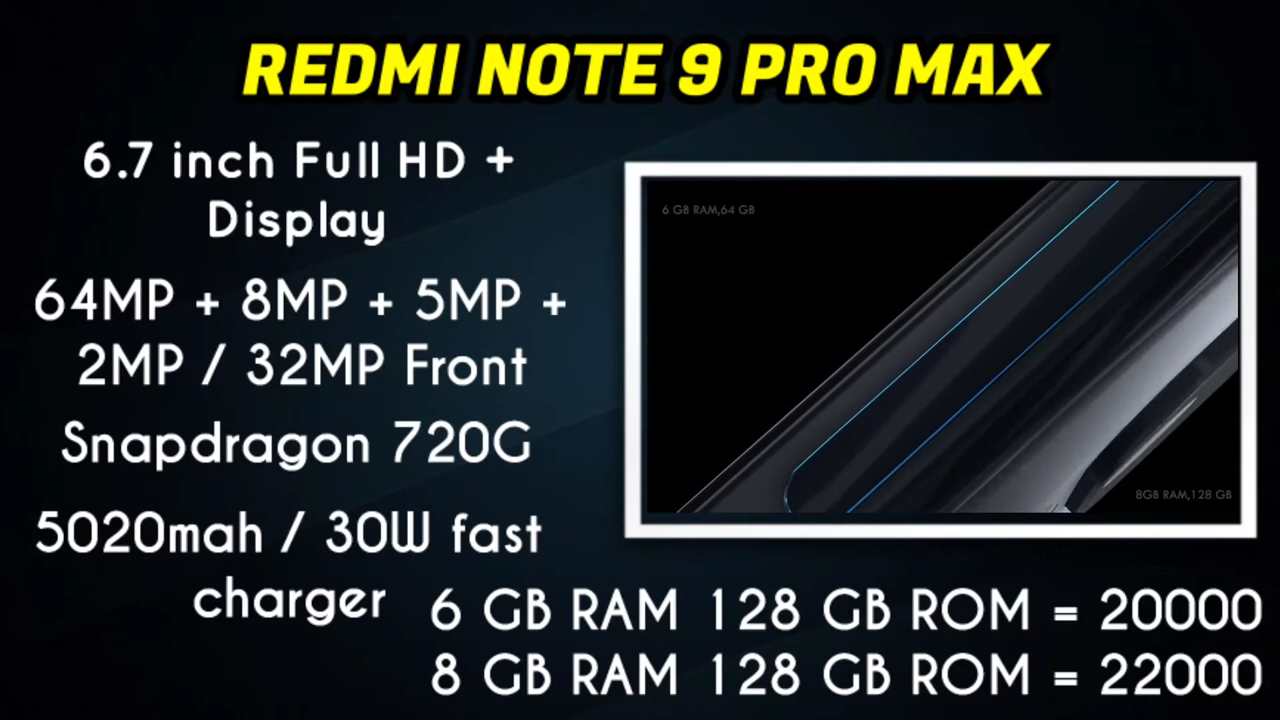 REDMI NOTE 9 PRO MAX
6.7 inch Full HD +
Display
64MP + 8MP + 5MP +
2MP / 32MP Front
Snapdragon 720G
5020mah / 30W fast
charger
6 GB RAM,64 GB
8GB RAM,128 GB
6 GB RAM 128 GB ROM = 20000
8 GB RAM 128 GB ROM = 22000